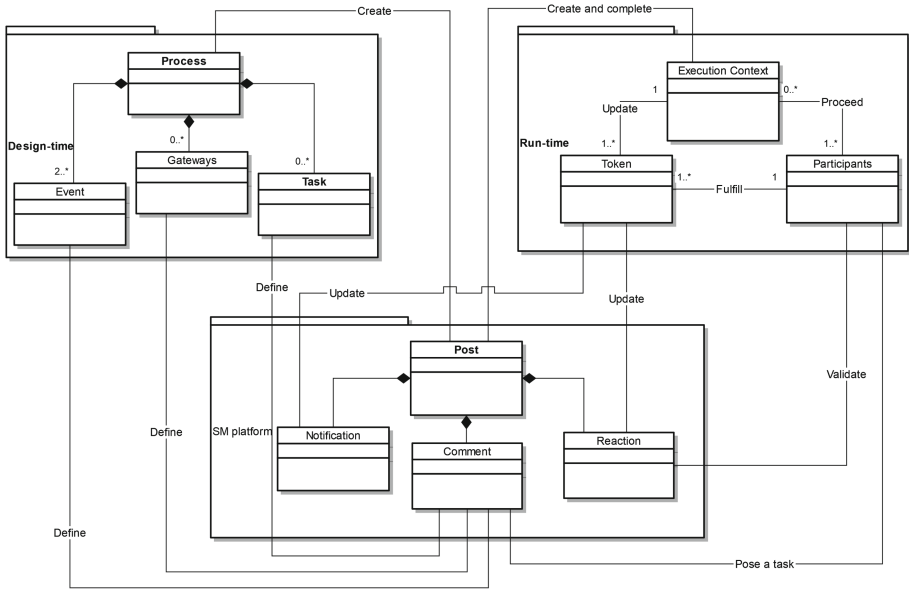 Create
Create and complete
Process
Execution Context
1
0..*
Update
Proceed
Design-time
0..*
Run-time
1..*
1..*
Gateways
0..*
Token
Participants
2..*
Task
1..*
1
Event
Fulfill
Define
Update
Update
Post
Validate
Define
SM platform
Notification
Reaction
Comment
Define
Pose a task